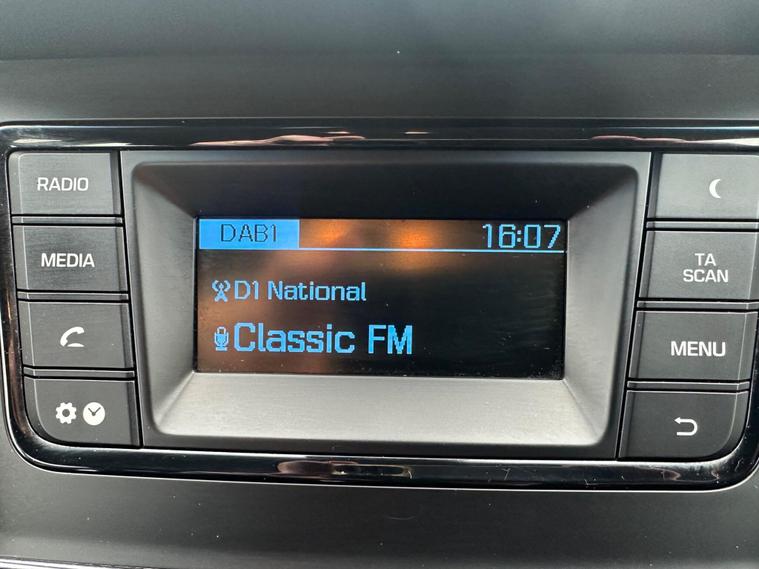 RADIO
MEDIA
DAB1 16:07
D1 National
Classic FM
TA
SCAN
MENU